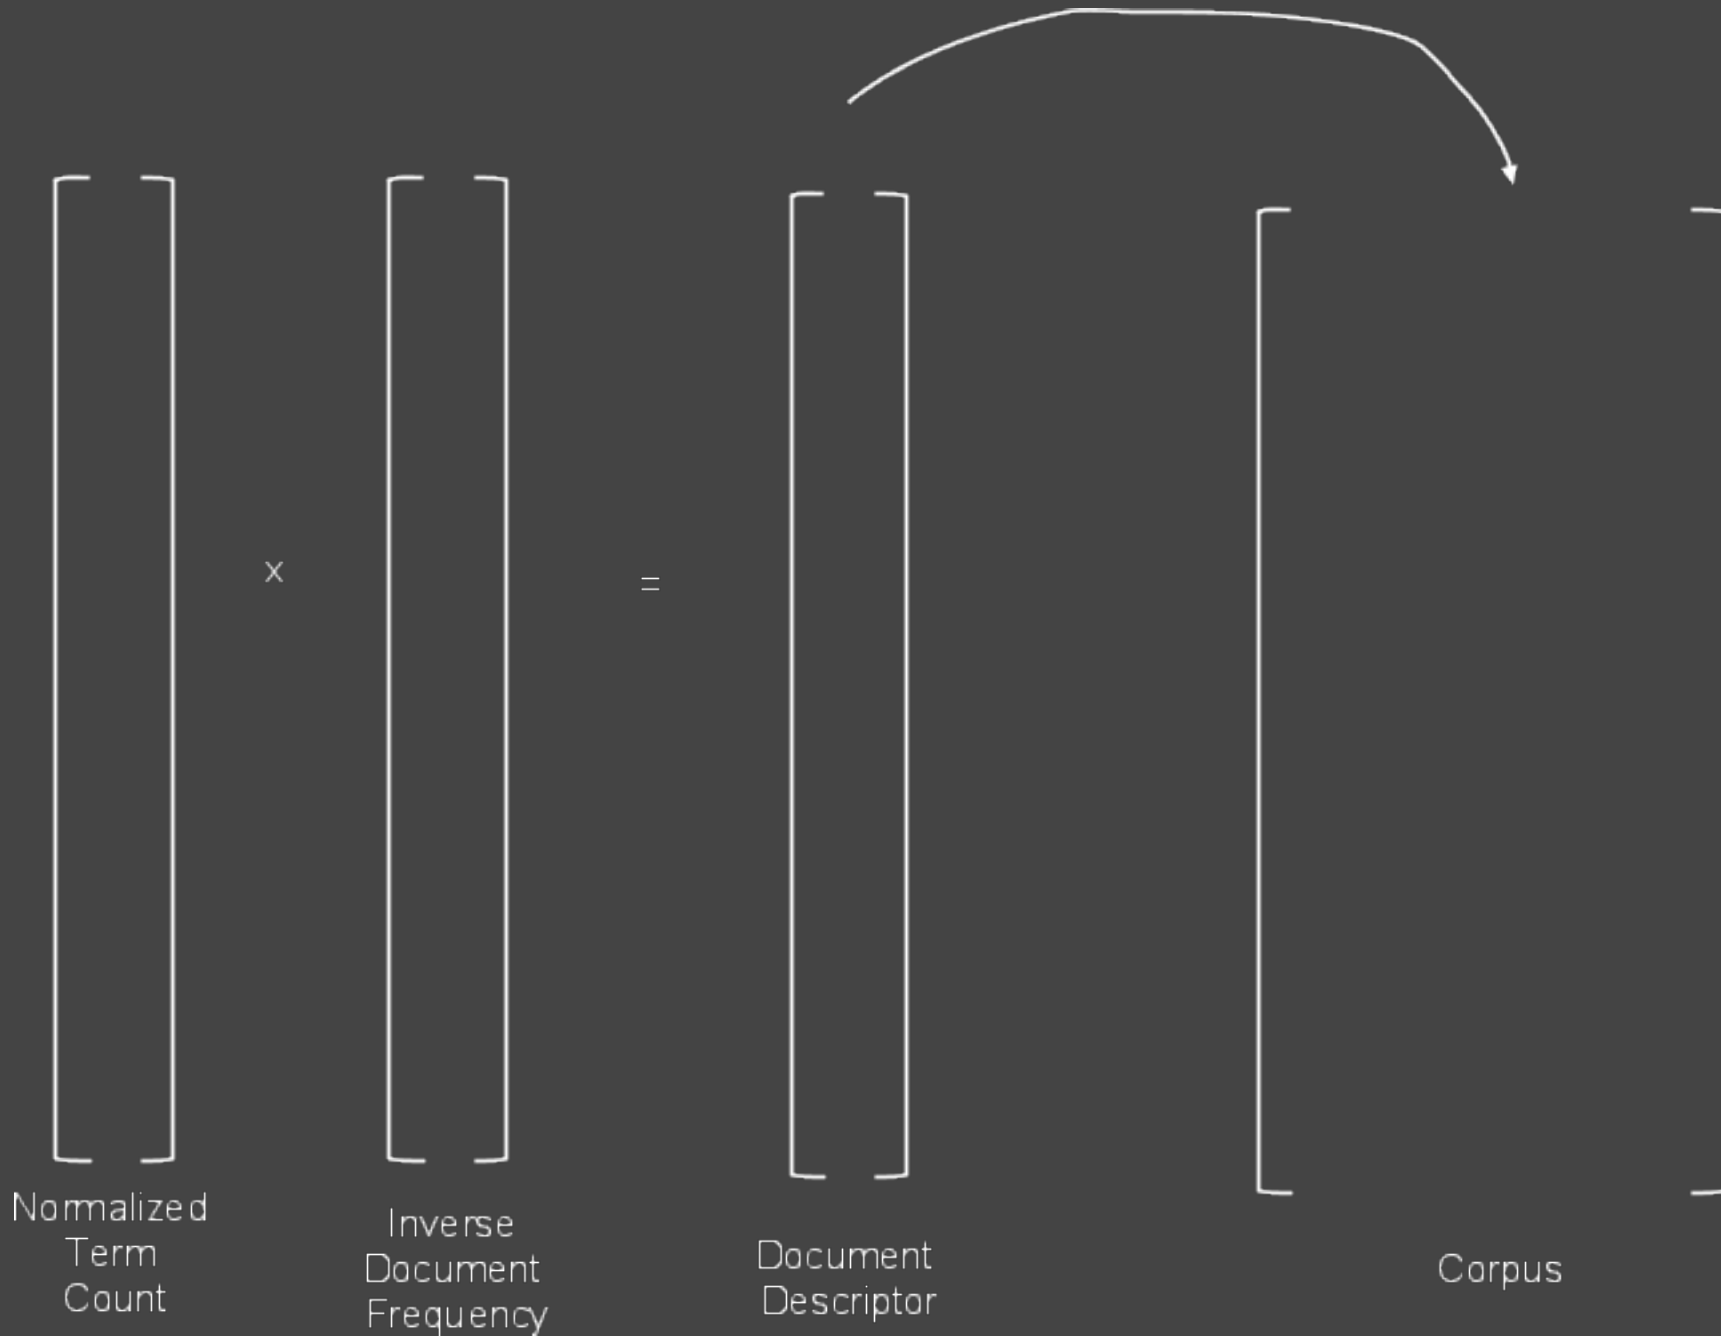 x
=
Normalized
Term
Count
Inverse
Document
Frequency
Document
Descriptor
Corpus